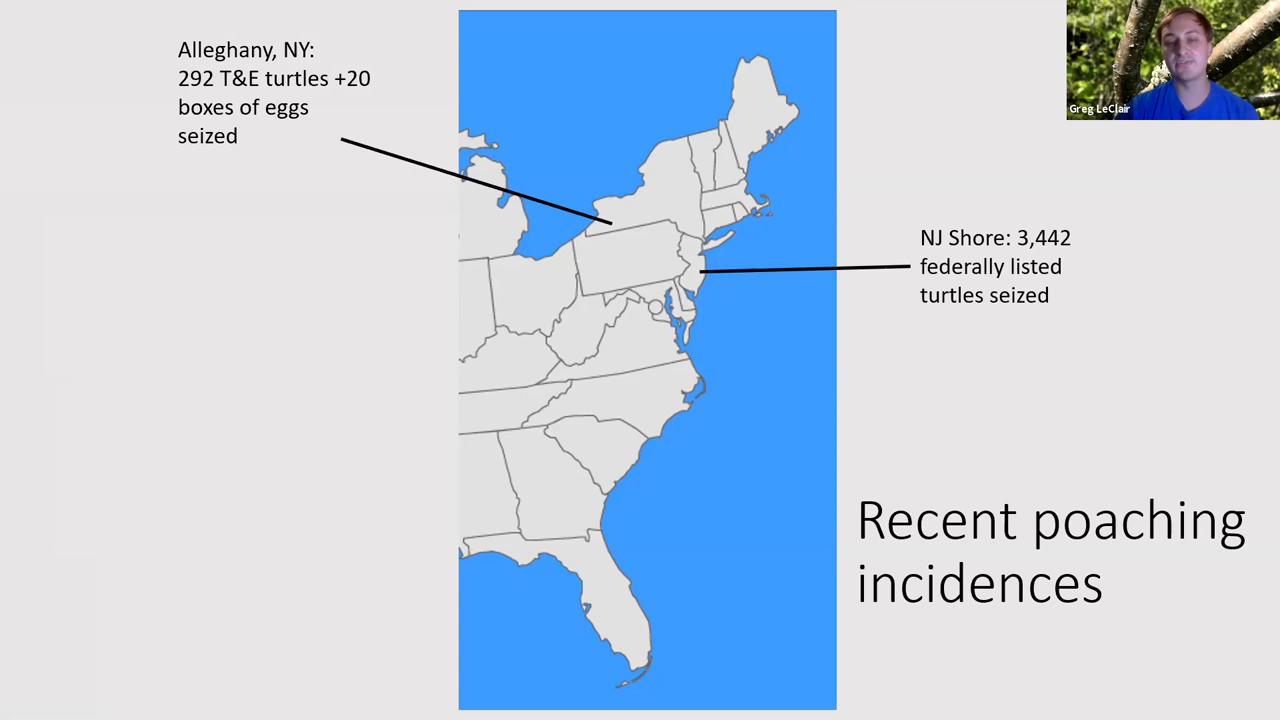 Alleghany, NY:
292 T&E turtles +20
boxes of eggs
seized
Greg LeClair
NJ Shore: 3,442
federally listed
turtles seized
Recent poaching
incidences